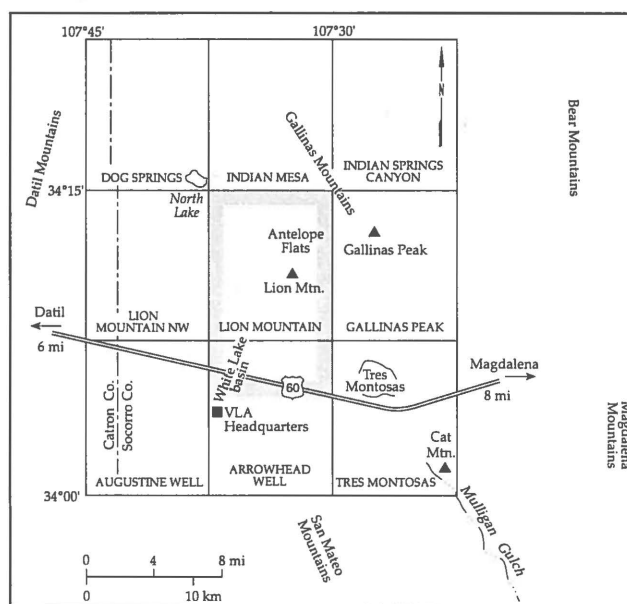 107°45'
107°30'
N
Bear Mountains
Datil Mountains
Gallinas Mountains
DOG SPRINGS
INDIAN MESA
INDIAN SPRINGS
CANYON
34°15'
North
Lake
Antelope
Flats
Gallinas Peak
Lion Mtn.
Datil
LION
MOUNTAIN NW
LION MOUNTAIN
GALLINAS PEAK
6 mi
White Lake
basin
60
Tres
Montosas
Magdalena
8 mi
Catron Co.
Socorro Co.
VLA
Headquarters
Magdalena
Mountains
Cat
Mtn.
AUGUSTINE WELL
ARROWHEAD
WELL
TRES MONTOSAS
34°00'
Mulligan Gulch
San Mateo
Mountains
0 4 8 mi
0 10 km